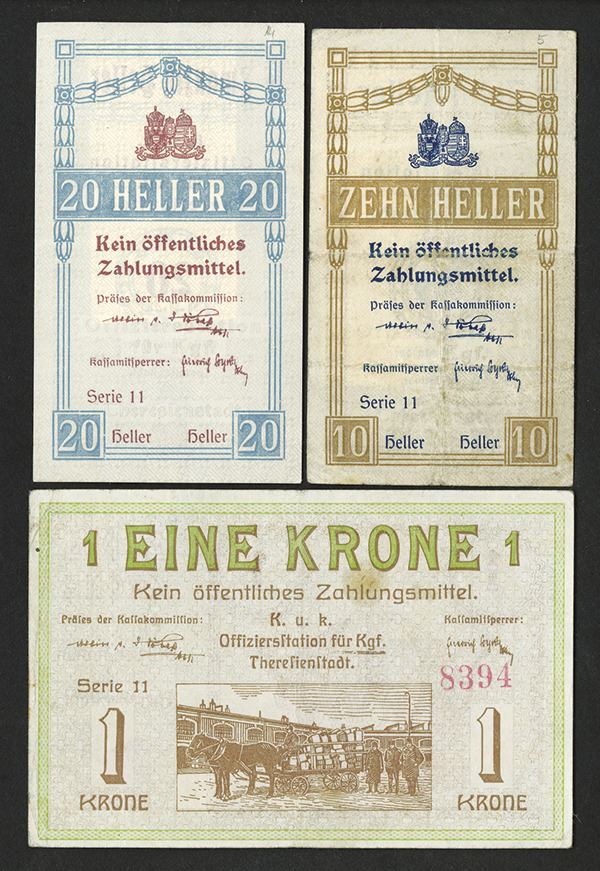 14
20 HELLER 20
Kein öffentliches
Zahlungsmittel.
Präses der Kassakommission:
Kassamitsperrer:
Serie 11
20 Heller Heller 20
5
ZEHN HELLER
Kein öffentliches
Zahlungsmittel.
Präses der Kassakommission:
Kassamitsperrer:
Serie 11
10 Heller Heller 10
1 EINE KRONE 1
Kein öffentliches Zahlungsmittel.
Präses der Kassakommission:
K. u. k.
Offiziersstation für Kgf.
Theresienstadt.
Kassamitsperrer:
8394
Serie 11
1
KRONE
1
KRONE